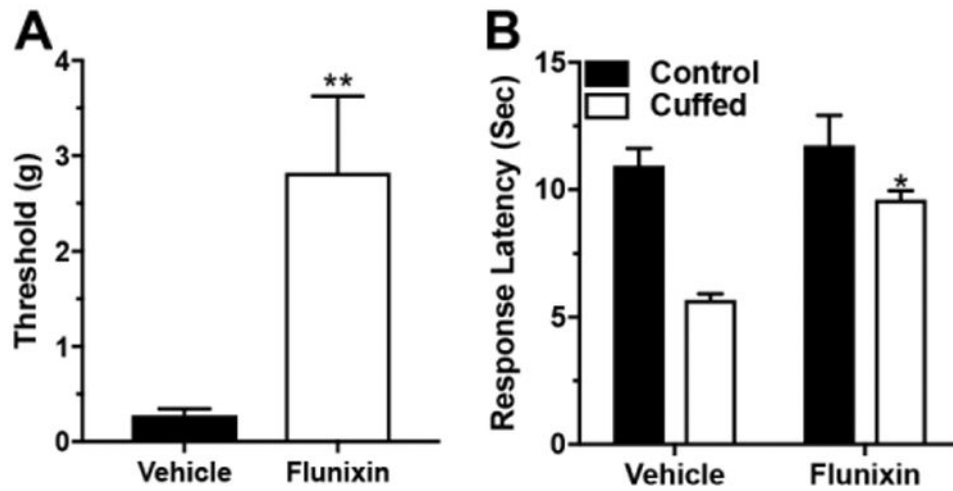 A
Threshold (g)
4
3
2
1
0
**
Vehicle Flunixin
B
Response Latency (Sec)
15
10
5
0
Control
Cuffed
*
Vehicle Flunixin